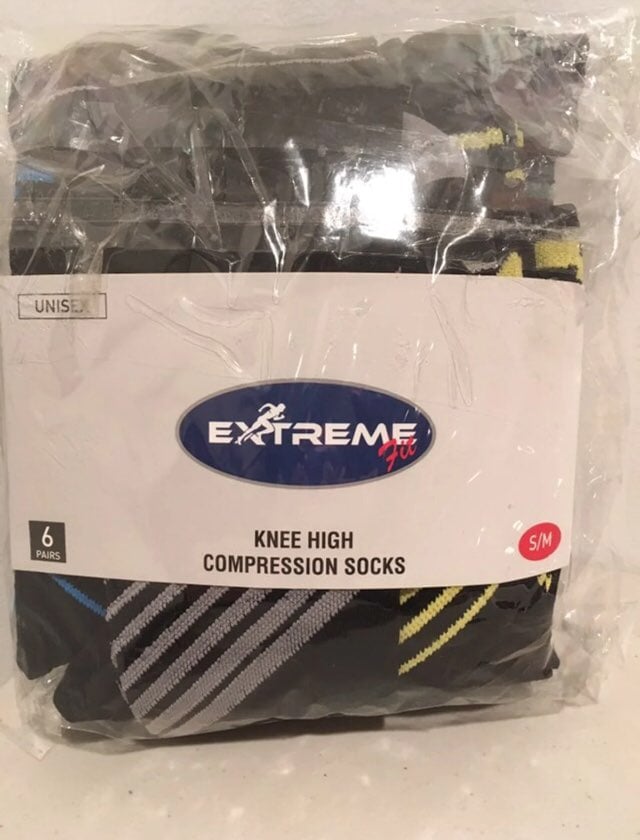 UNISEX
EXTREME
Fit
6
PAIRS
KNEE HIGH
COMPRESSION SOCKS
S/M